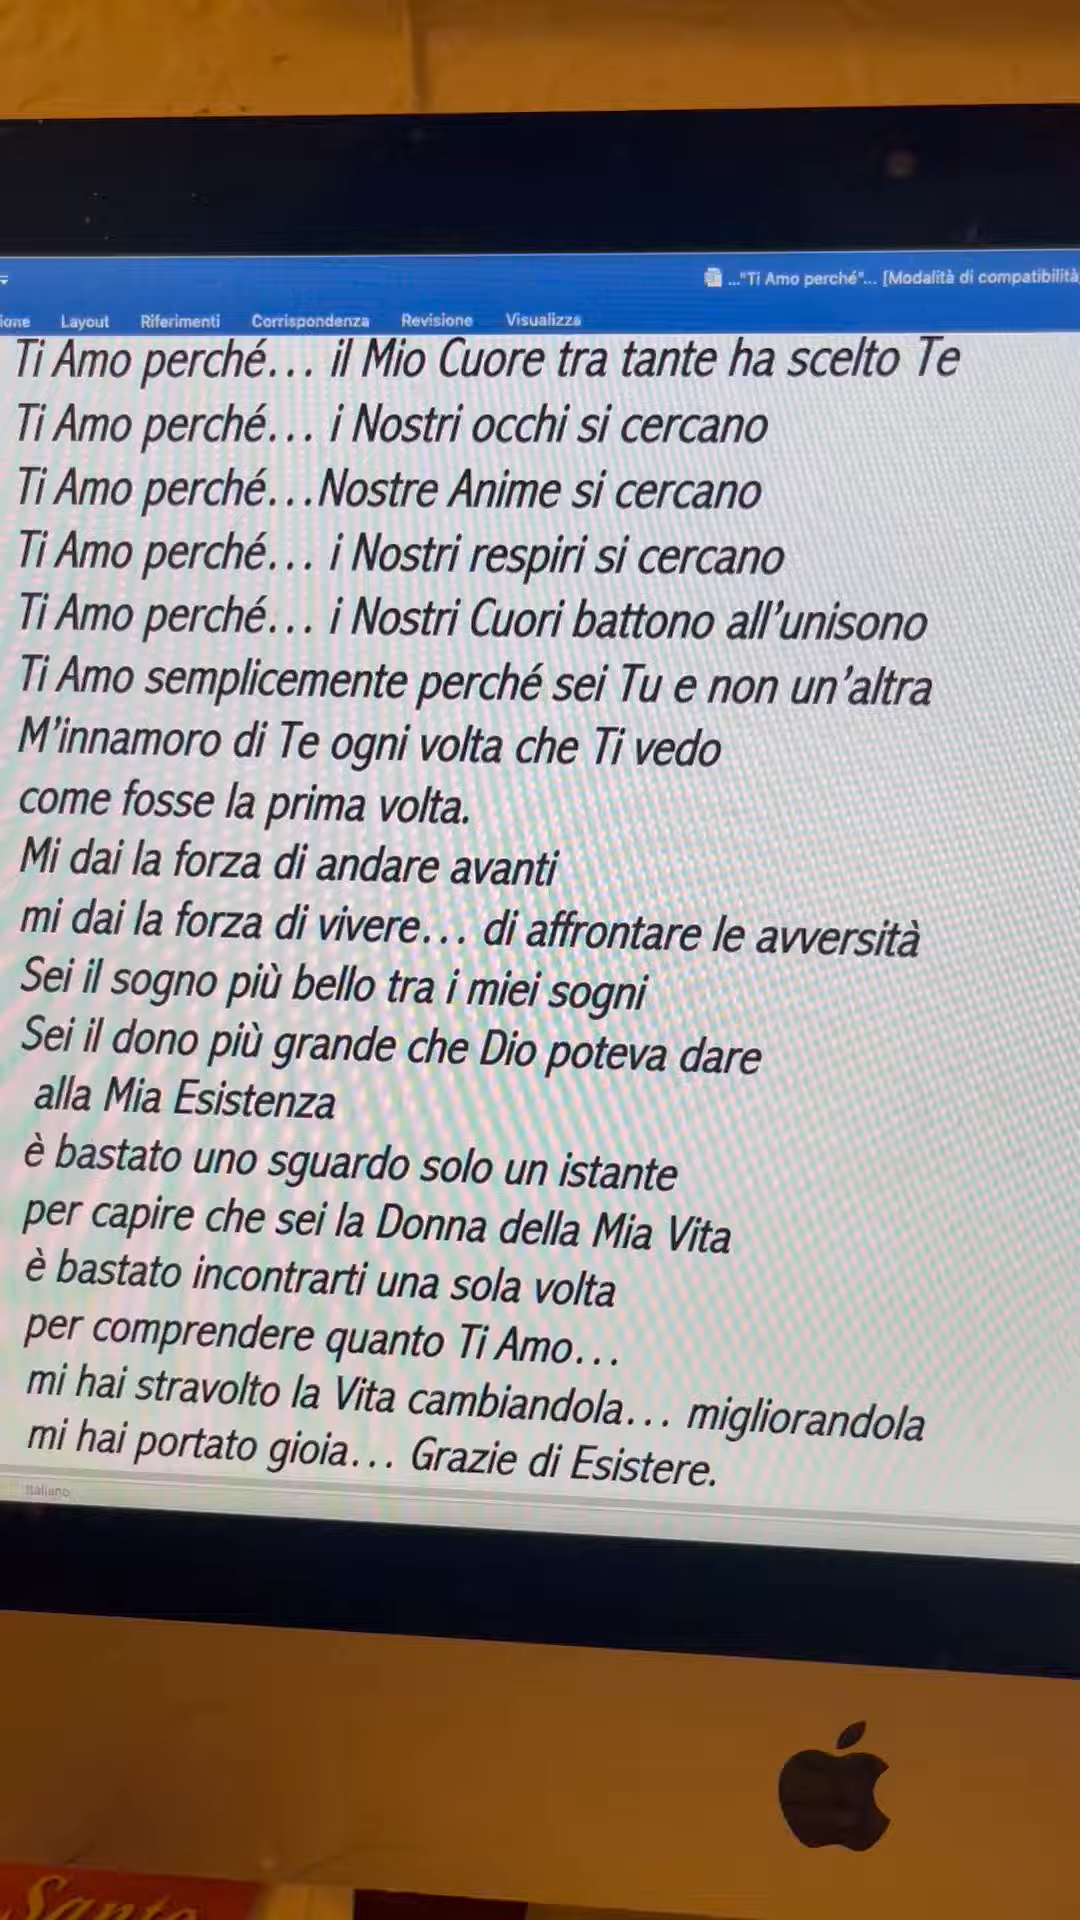 ..."Ti Amo perché"... [Modalità di compatibilità
ione Layout Riferimenti Corrispondenza Revisione Visualizza
Ti Amo perché... il Mio Cuore tra tante ha scelto Te
Ti Amo perché... i Nostri occhi si cercano
Ti Amo perché...Nostre Anime si cercano
Ti Amo perché... i Nostri respiri si cercano
Ti Amo perché... i Nostri Cuori battono all'unisono
Ti Amo semplicemente perché sei Tu e non un'altra
M'innamoro di Te ogni volta che Ti vedo
come fosse la prima volta.
Mi dai la forza di andare avanti
mi dai la forza di vivere... di affrontare le avversità
Sei il sogno più bello tra i miei sogni
Sei il dono più grande che Dio poteva dare
alla Mia Esistenza
è bastato uno sguardo solo un istante
per capire che sei la Donna della Mia Vita
è bastato incontrarti una sola volta
per comprendere quanto Ti Amo...
mi hai stravolto la Vita cambiandola... migliorandola
mi hai portato gioia... Grazie di Esistere.
Italiano
Santo